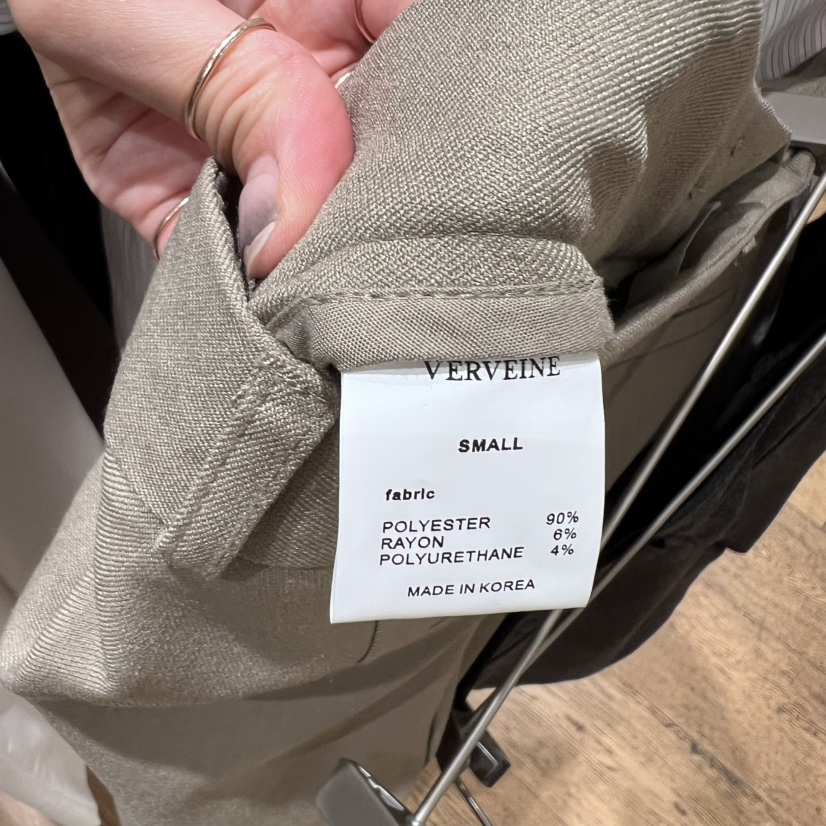 VERVEINE
SMALL
fabric
POLYESTER 90%
RAYON 6%
POLYURETHANE 4%
MADE IN KOREA